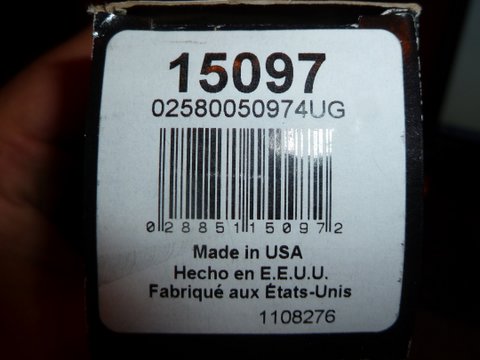 15097
02580050974UG
0 28851 15097 2
Made in USA
Hecho en E.E.U.U.
Fabriqué aux États-Unis
1108276